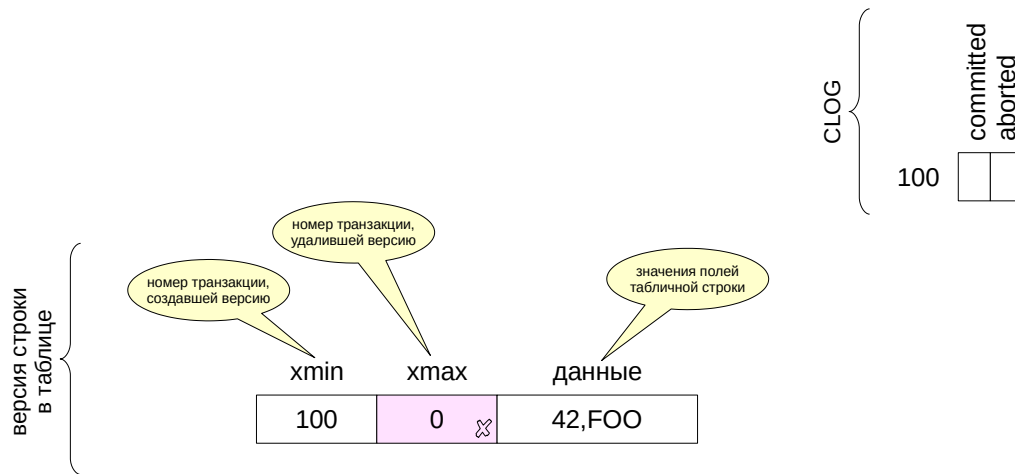 CLOG
committed
aborted
100
номер транзакции,
удалившей версию
номер транзакции,
создавшей версию
значения полей
табличной строки
версия строки
в таблице
xmin xmax данные
100 0 42,FOO